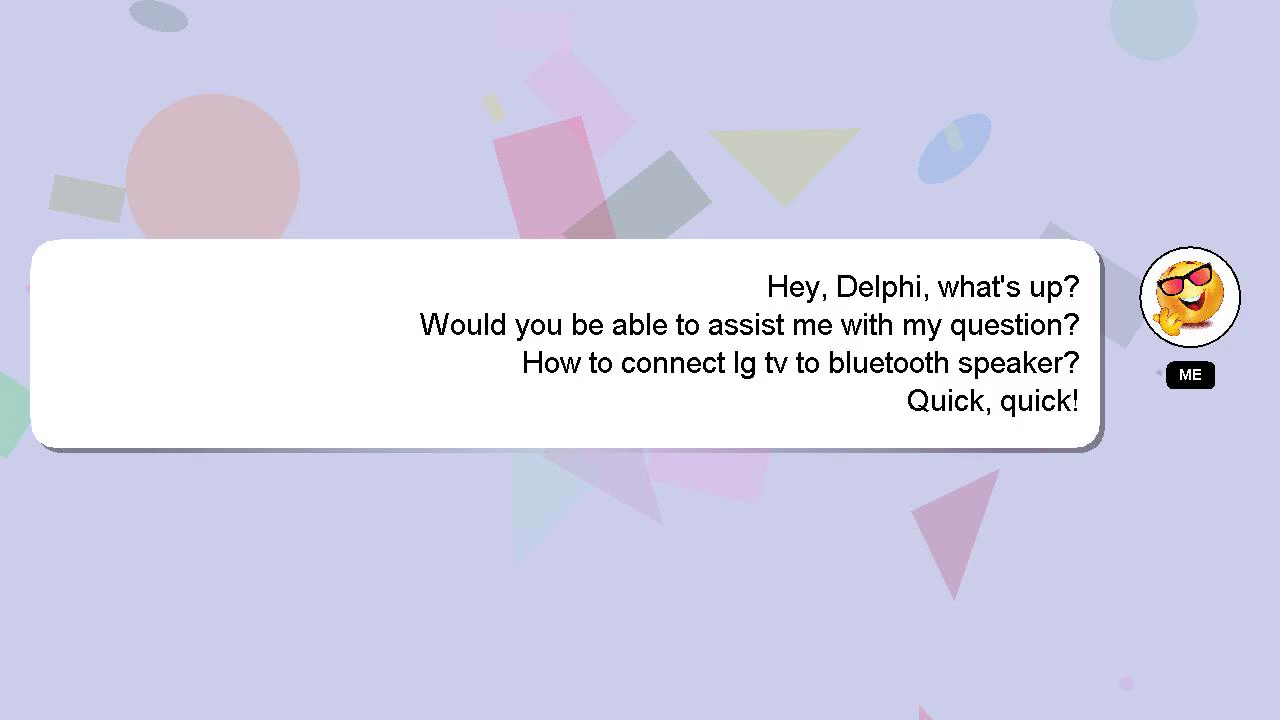 Hey, Delphi, what's up?
Would you be able to assist me with my question?
How to connect lg tv to bluetooth speaker?
Quick, quick!
ME